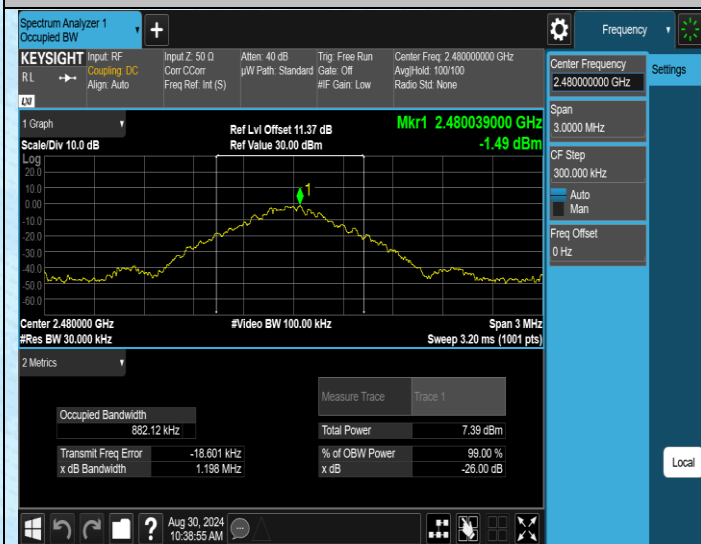 Spectrum Analyzer 1
Occupied BW
Frequency
KEYSIGHT
R L
LXI
Input: RF
Coupling: DC
Align: Auto
Input Z: 50 Ω
Corr CCorr
Freq Ref: Int (S)
Atten: 40 dB
µW Path: Standard
Trig: Free Run
Gate: Off
#IF Gain: Low
Center Freq: 2.480000000 GHz
Avg|Hold: 100/100
Radio Std: None
Center Frequency
2.480000000 GHz
Settings
Span
3.0000 MHz
CF Step
300.000 kHz
Auto
Man
Freq Offset
0 Hz
Local
1 Graph
Scale/Div 10.0 dB
Ref Lvl Offset 11.37 dB
Ref Value 30.00 dBm
Mkr1 2.480039000 GHz
-1.49 dBm
Log
20.0
10.0
0.00
-10.0
-20.0
-30.0
-40.0
-50.0
-60.0
1
Center 2.480000 GHz
#Res BW 30.000 kHz
#Video BW 100.00 kHz
Span 3 MHz
Sweep 3.20 ms (1001 pts)
2 Metrics
Measure Trace Trace 1
Occupied Bandwidth
882.12 kHz
Total Power 7.39 dBm
Transmit Freq Error -18.601 kHz
% of OBW Power 99.00 %
x dB Bandwidth 1.198 MHz
x dB -26.00 dB
?
Aug 30, 2024
10:38:55 AM